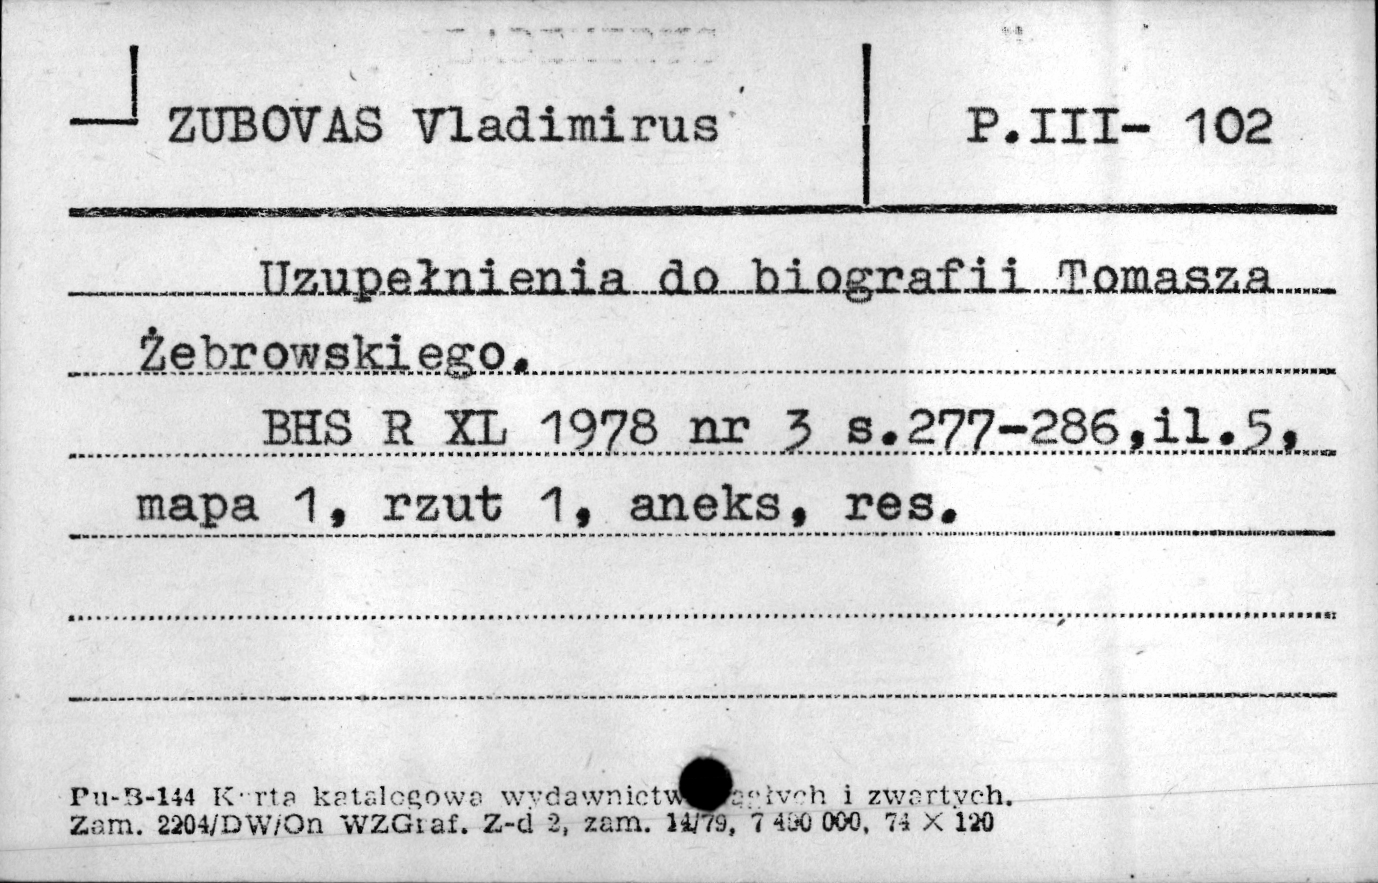 ZUBOVAS Vladimirus P.III- 102
Uzupełnienia do biografii Tomasza
Żebrowskiego.
BHS R XL 1978 nr 3 s.277-286,il.5,
mapa 1, rzut 1, aneks, res.
Pu-B-144 Karta katalogowa wydawnictw i zwartych.
Zam. 2204/DW/On WZGraf. Z-d 2, zam. 14/79, 7 400 000, 74 X 120